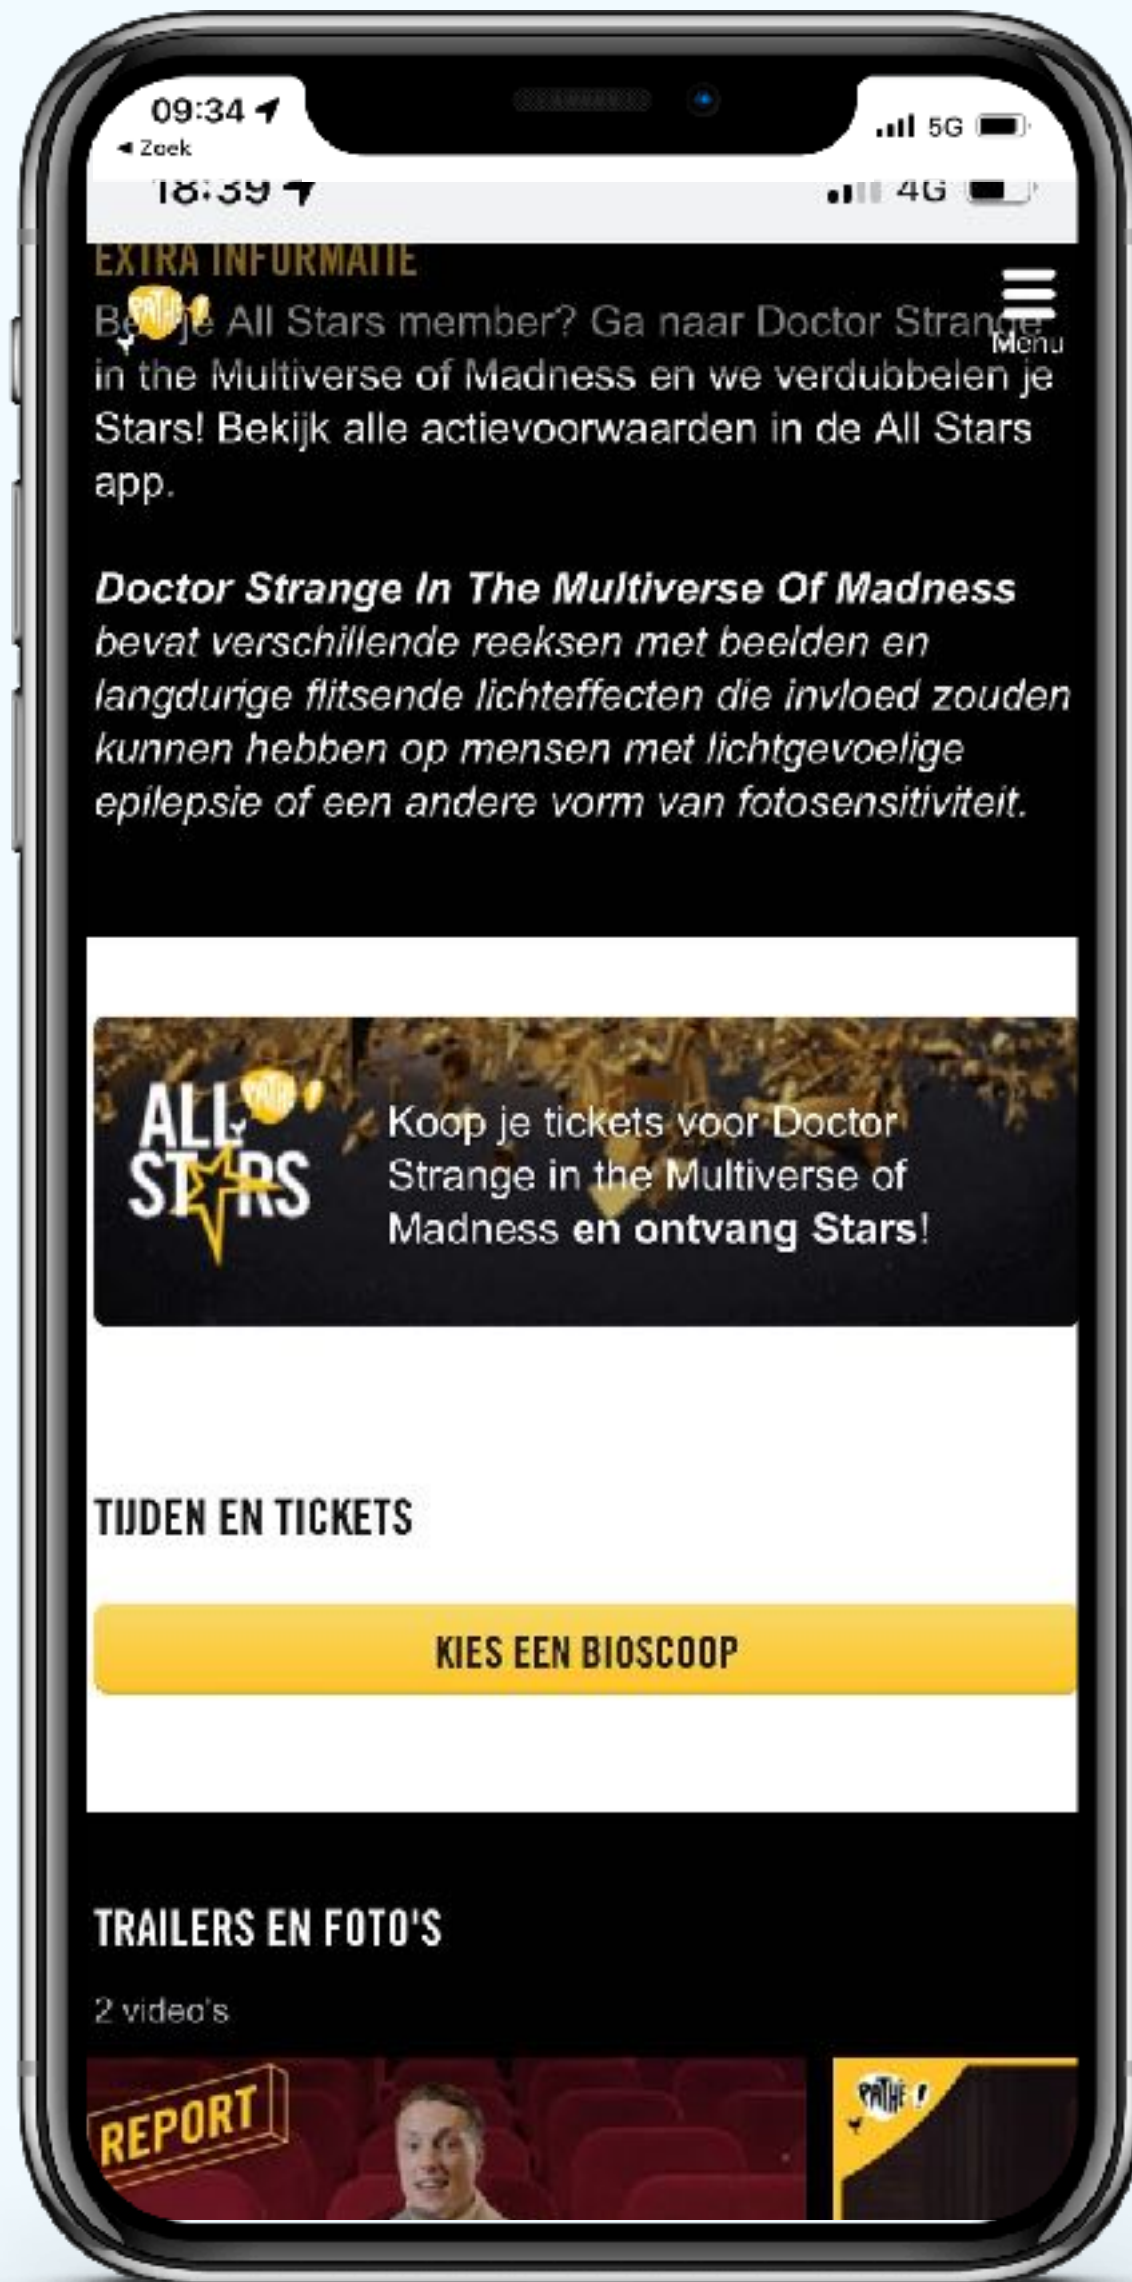 09:34
◄ Zoek
5G
18:39
4G
EXTRA INFORMATIE
PATHE!
Menu
je All Stars member? Ga naar Doctor Strange
in the Multiverse of Madness en we verdubbelen je
Stars! Bekijk alle actievoorwaarden in de All Stars
app.
Doctor Strange In The Multiverse Of Madness
bevat verschillende reeksen met beelden en
langdurige flitsende lichteffecten die invloed zouden
kunnen hebben op mensen met lichtgevoelige
epilepsie of een andere vorm van fotosensitiviteit.
PATHE!
ALL
STARS
Koop je tickets voor Doctor
Strange in the Multiverse of
Madness en ontvang Stars!
TIJDEN EN TICKETS
KIES EEN BIOSCOOP
TRAILERS EN FOTO'S
2 video's
REPORT
PATHE!